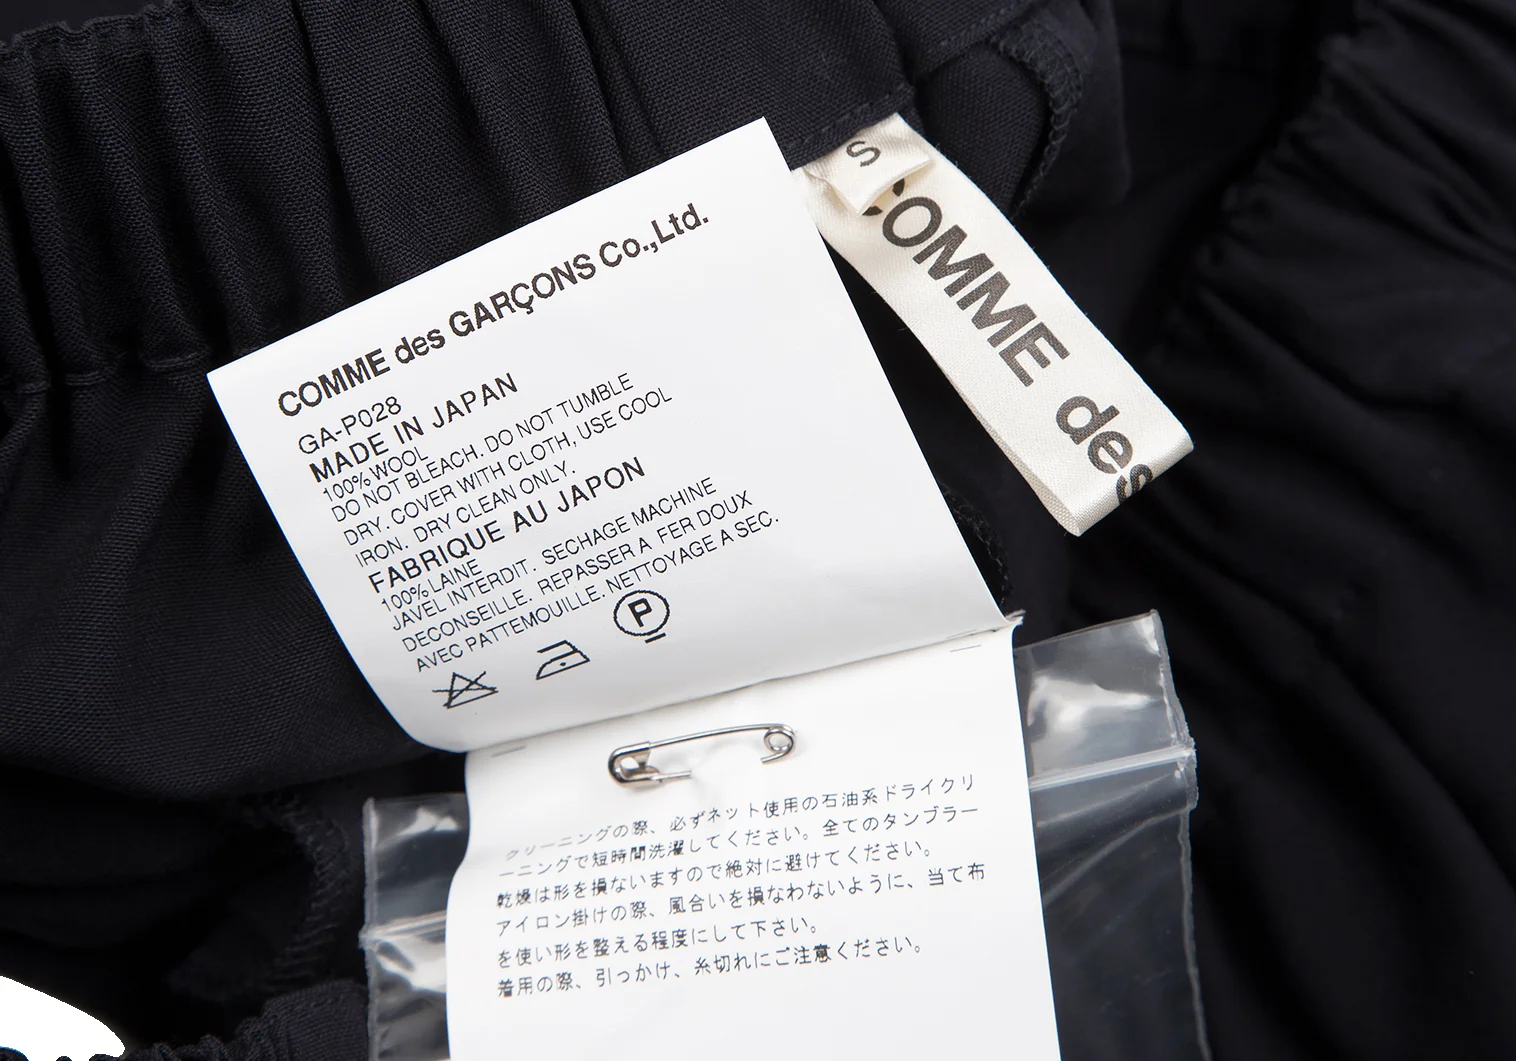 COMME des GARÇONS Co.,Ltd.
GA-P028
MADE IN JAPAN
100% WOOL
DO NOT BLEACH. DO NOT TUMBLE
DRY. COVER WITH CLOTH, USE COOL
IRON. DRY CLEAN ONLY.
FABRIQUE AU JAPON
100% LAINE
JAVEL INTERDIT. SECHAGE MACHINE
DECONSEILLE. REPASSER A FER DOUX
AVEC PATTEMOUILLE. NETTOYAGE A SEC.
P
S
COMME des
クリーニングの際、必ずネット使用の石油系ドライクリ
ーニングで短時間洗濯してください。全てのタンブラー
乾燥は形を損ないますので絶対に避けてください。
アイロン掛けの際、風合いを損なわないように、当て布
を使い形を整える程度にして下さい。
着用の際、引っかけ、糸切れにご注意ください。